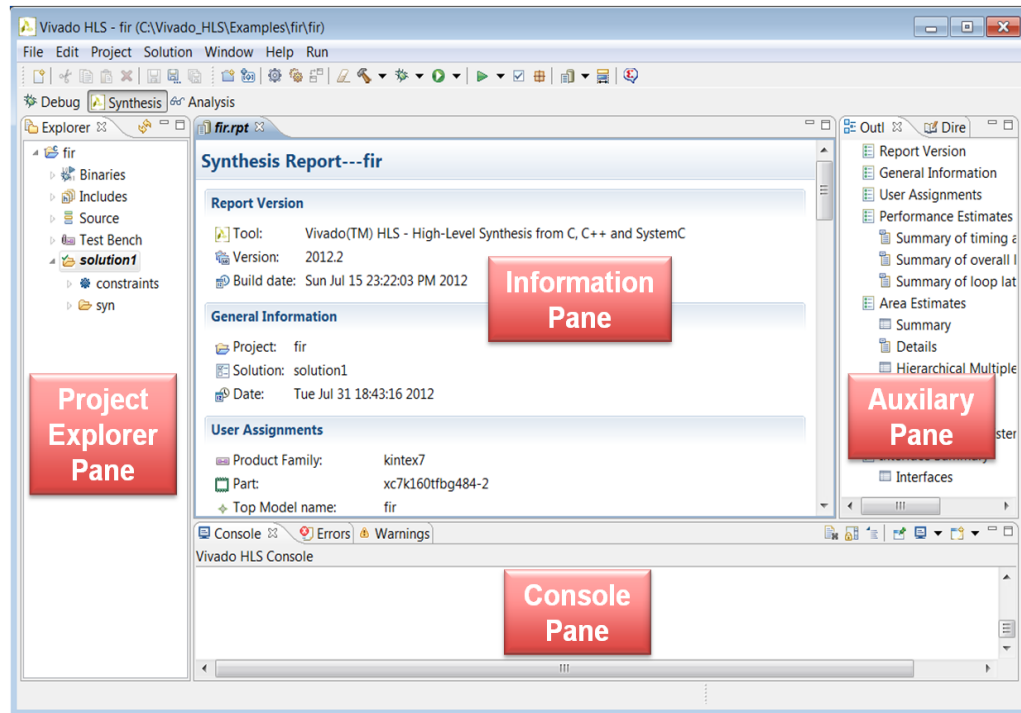 Vivado HLS - fir (C:\Vivado_HLS\Examples\fir\fir)
File Edit Project Solution Window Help Run
Debug Synthesis Analysis
Explorer
fir
Binaries
Includes
Source
Test Bench
solution1
constraints
syn
Project
Explorer
Pane
fir.rpt
Synthesis Report---fir
Report Version
Tool: Vivado(TM) HLS - High-Level Synthesis from C, C++ and SystemC
Version: 2012.2
Build date: Sun Jul 15 23:22:03 PM 2012
General Information
Project: fir
Solution: solution1
Date: Tue Jul 31 18:43:16 2012
User Assignments
Product Family: kintex7
Part: xc7k160tfbg484-2
Top Model name: fir
Information
Pane
Outl Dire
Report Version
General Information
User Assignments
Performance Estimates
Summary of timing a
Summary of overall l
Summary of loop lat
Area Estimates
Summary
Details
Hierarchical Multiple
ster
Interfaces
Auxilary
Pane
Console Errors Warnings
Vivado HLS Console
Console
Pane